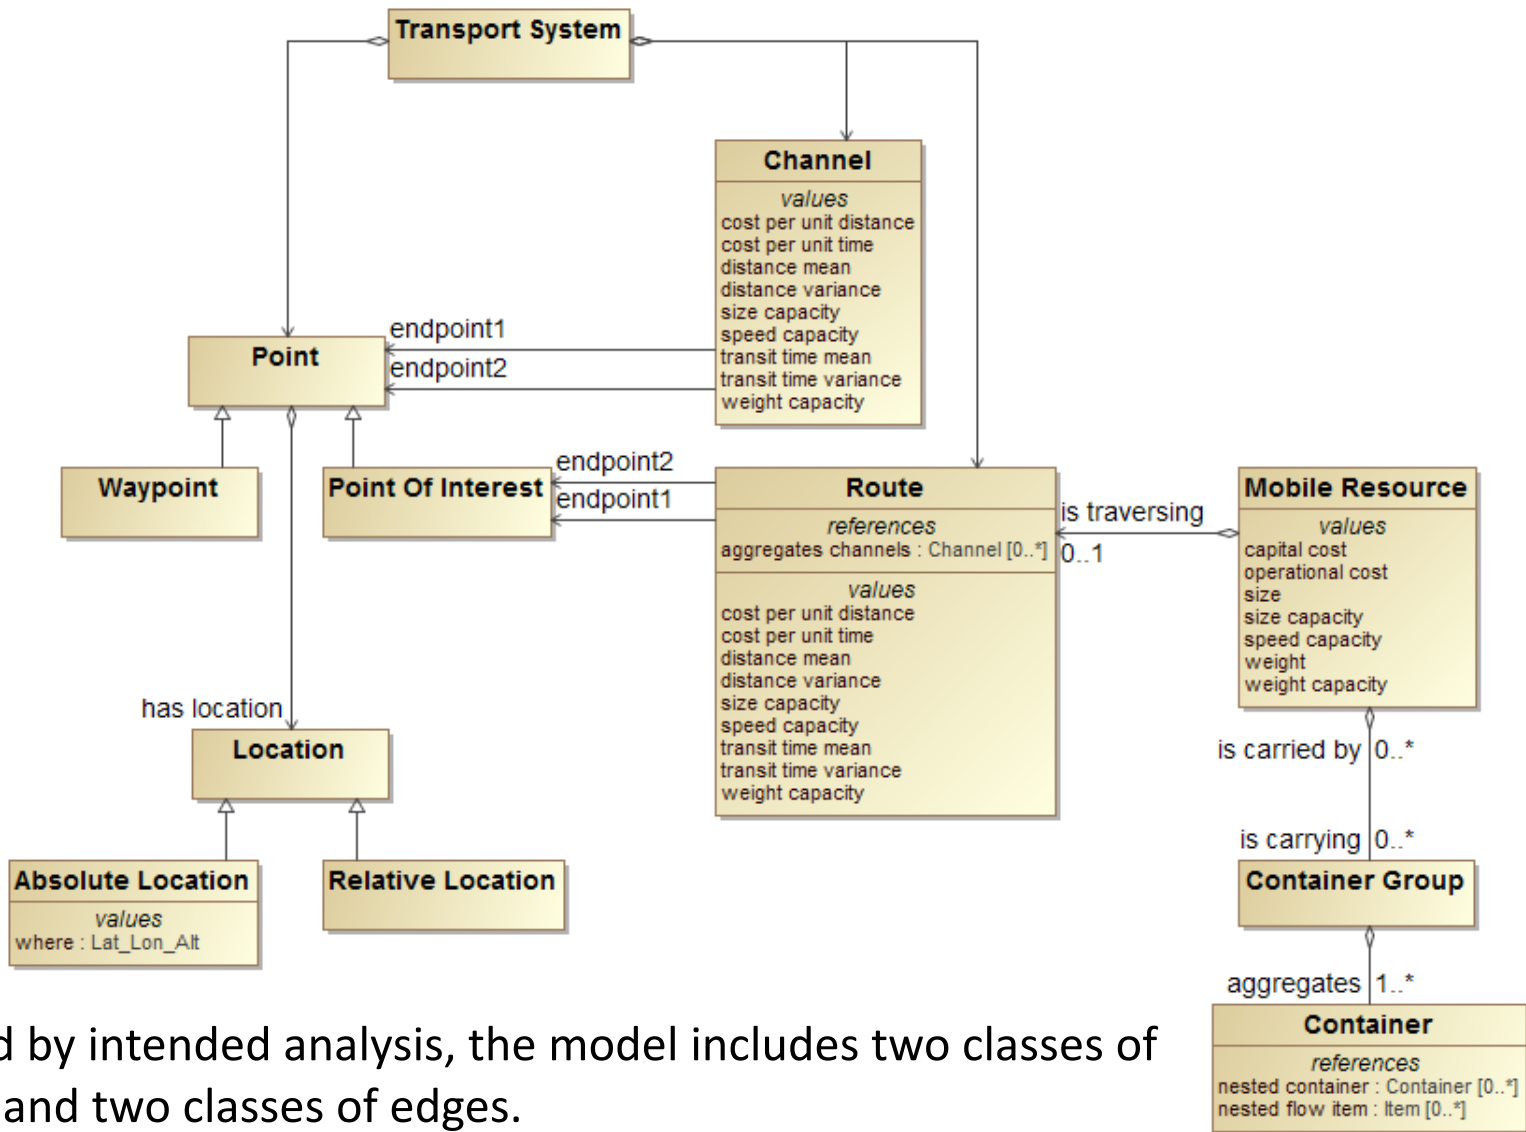 Transport System
Channel
values
cost per unit distance
cost per unit time
distance mean
distance variance
size capacity
speed capacity
transit time mean
transit time variance
weight capacity
endpoint1
endpoint2
Point
Waypoint
Point Of Interest
endpoint2
endpoint1
Route
references
aggregates channels : Channel [0..*]
values
cost per unit distance
cost per unit time
distance mean
distance variance
size capacity
speed capacity
transit time mean
transit time variance
weight capacity
is traversing
0..1
Mobile Resource
values
capital cost
operational cost
size
size capacity
speed capacity
weight
weight capacity
has location
Location
is carried by 0..*
is carrying 0..*
Absolute Location
values
where : Lat_Lon_Alt
Relative Location
Container Group
aggregates 1..*
Container
references
nested container : Container [0..*]
nested flow item : Item [0..*]
d by intended analysis, the model includes two classes of
and two classes of edges.